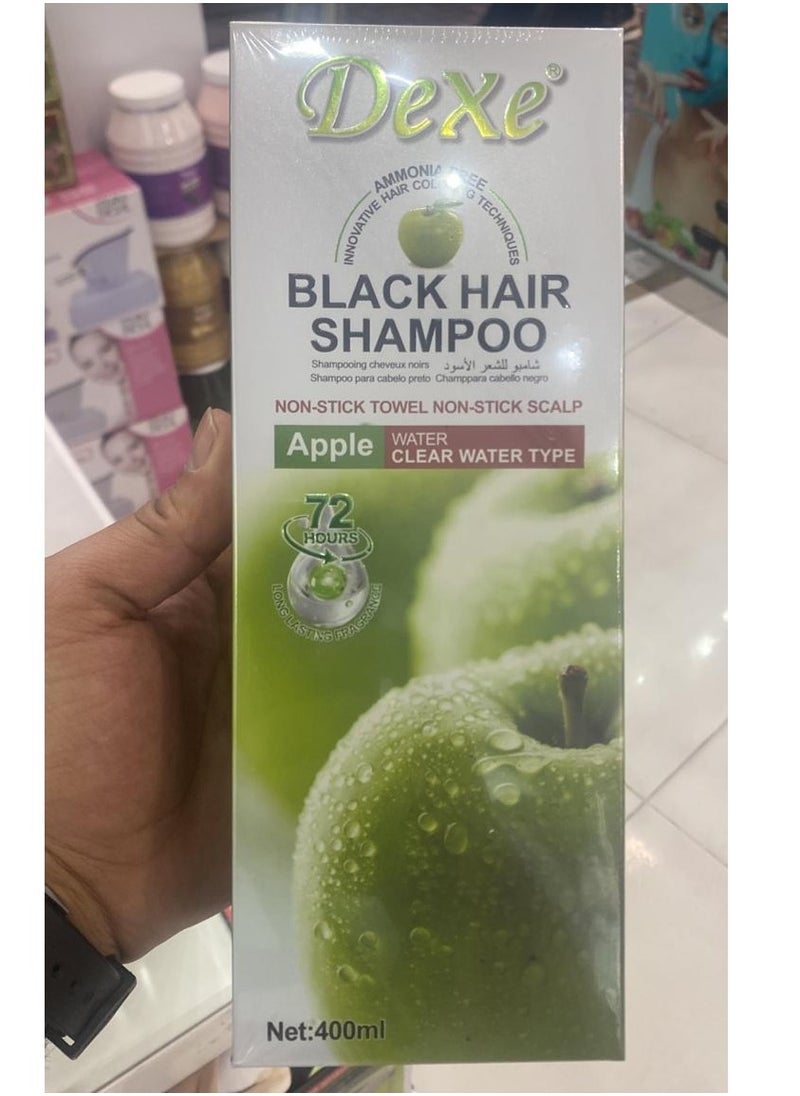 DeXe®
AMMONIA FREE
INNOVATIVE HAIR COLORING TECHNIQUES
BLACK HAIR
SHAMPOO
Shampooing cheveux noirs شامبو للشعر الأسود
Shampoo para cabelo preto Champpara cabello negro
NON-STICK TOWEL NON-STICK SCALP
Apple WATER
CLEAR WATER TYPE
72
HOURS
LONG LASTING FRAGRANCE
Net:400ml